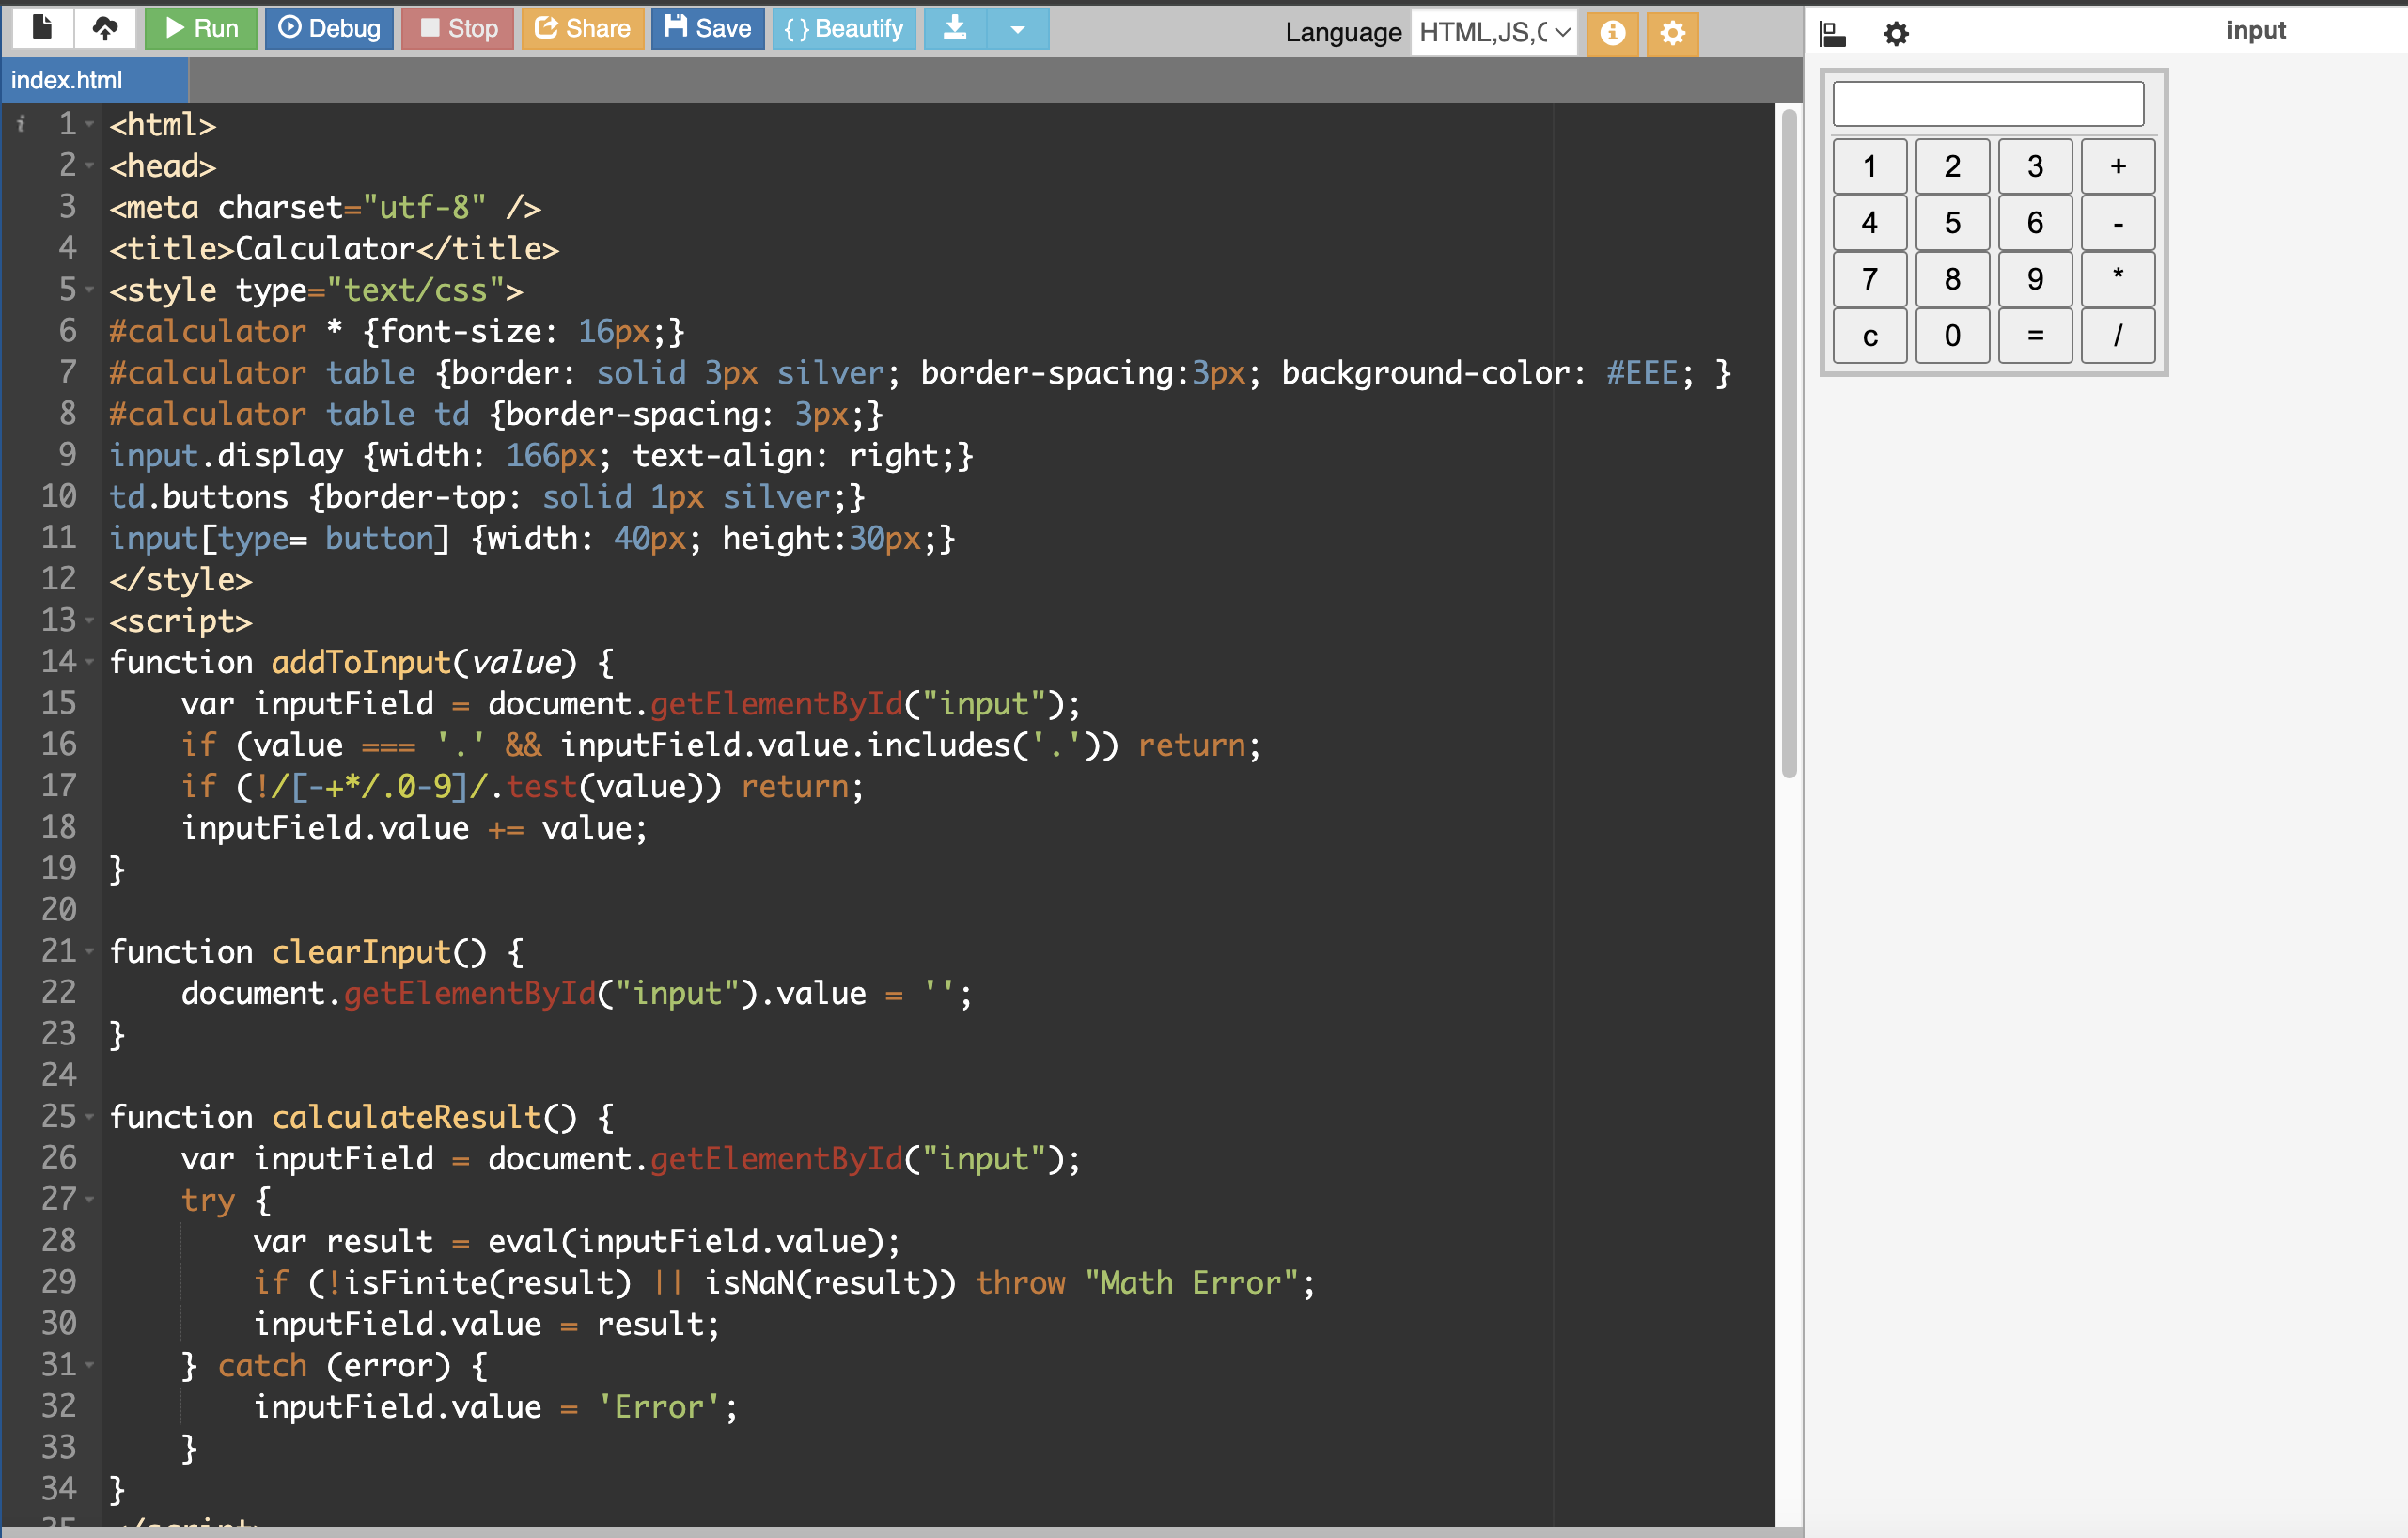 Run Debug Stop Share Save { } Beautify Language HTML,JS,C input
index.html
1 <html>
2 <head>
3 <meta charset="utf-8" />
4 <title>Calculator</title>
5 <style type="text/css">
6 #calculator * {font-size: 16px;}
7 #calculator table {border: solid 3px silver; border-spacing:3px; background-color: #EEE; }
8 #calculator table td {border-spacing: 3px;}
9 input.display {width: 166px; text-align: right;}
10 td.buttons {border-top: solid 1px silver;}
11 input[type= button] {width: 40px; height:30px;}
12 </style>
13 <script>
14 function addToInput(value) {
15     var inputField = document.getElementById("input");
16     if (value === '.' && inputField.value.includes('.')) return;
17     if (!/[-+*/.0-9]/.test(value)) return;
18     inputField.value += value;
19 }
20
21 function clearInput() {
22     document.getElementById("input").value = '';
23 }
24
25 function calculateResult() {
26     var inputField = document.getElementById("input");
27     try {
28         var result = eval(inputField.value);
29         if (!isFinite(result) || isNaN(result)) throw "Math Error";
30         inputField.value = result;
31     } catch (error) {
32         inputField.value = 'Error';
33     }
34 }
35 </script>
1 2 3 +
4 5 6 -
7 8 9 *
c 0 = /